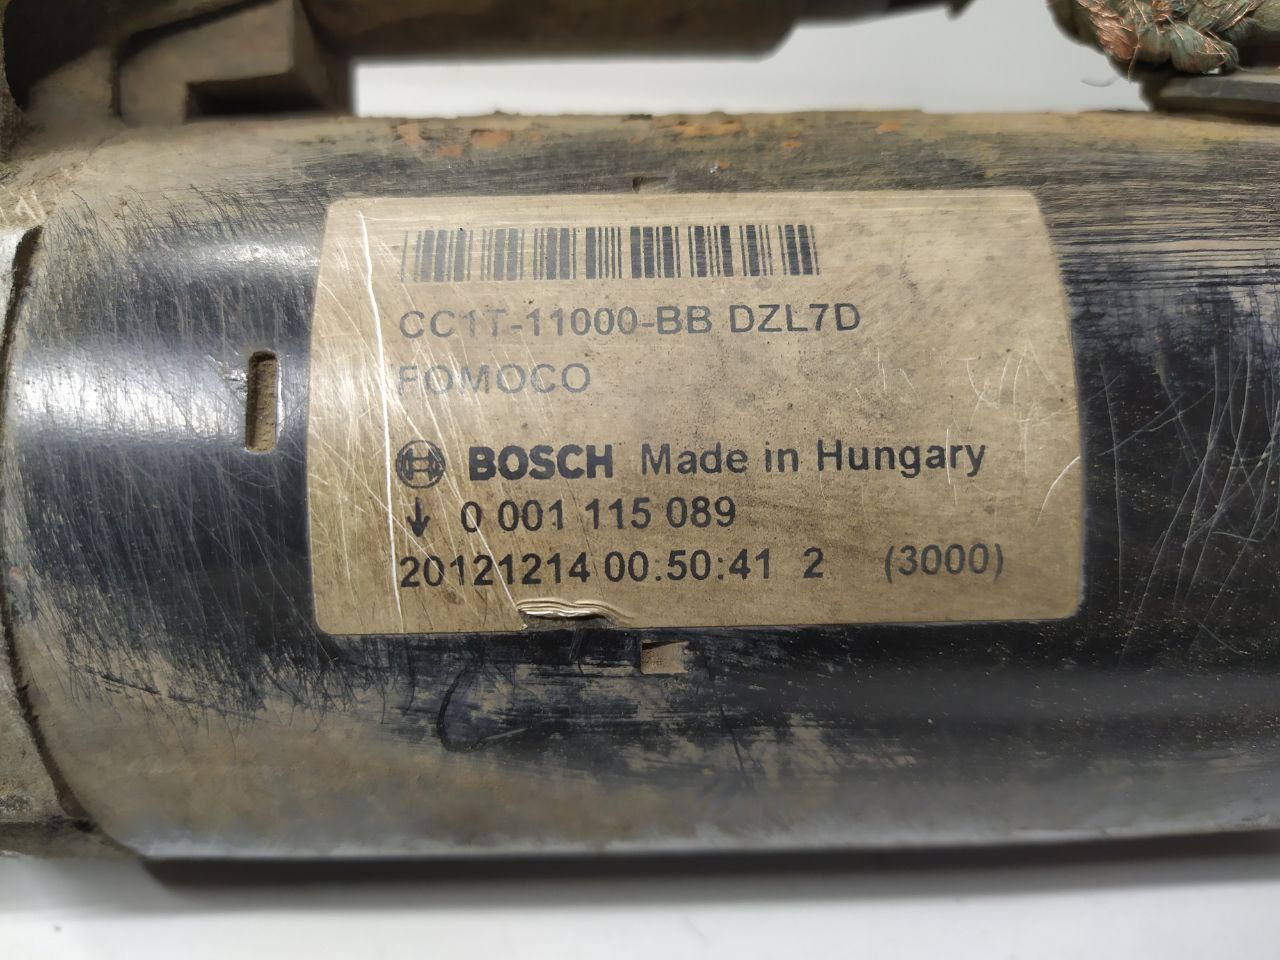 CC1T-11000-BB DZL7D
FOMOCO
BOSCH Made in Hungary
↓ 0 001 115 089
20121214 00.50:41 2 (3000)